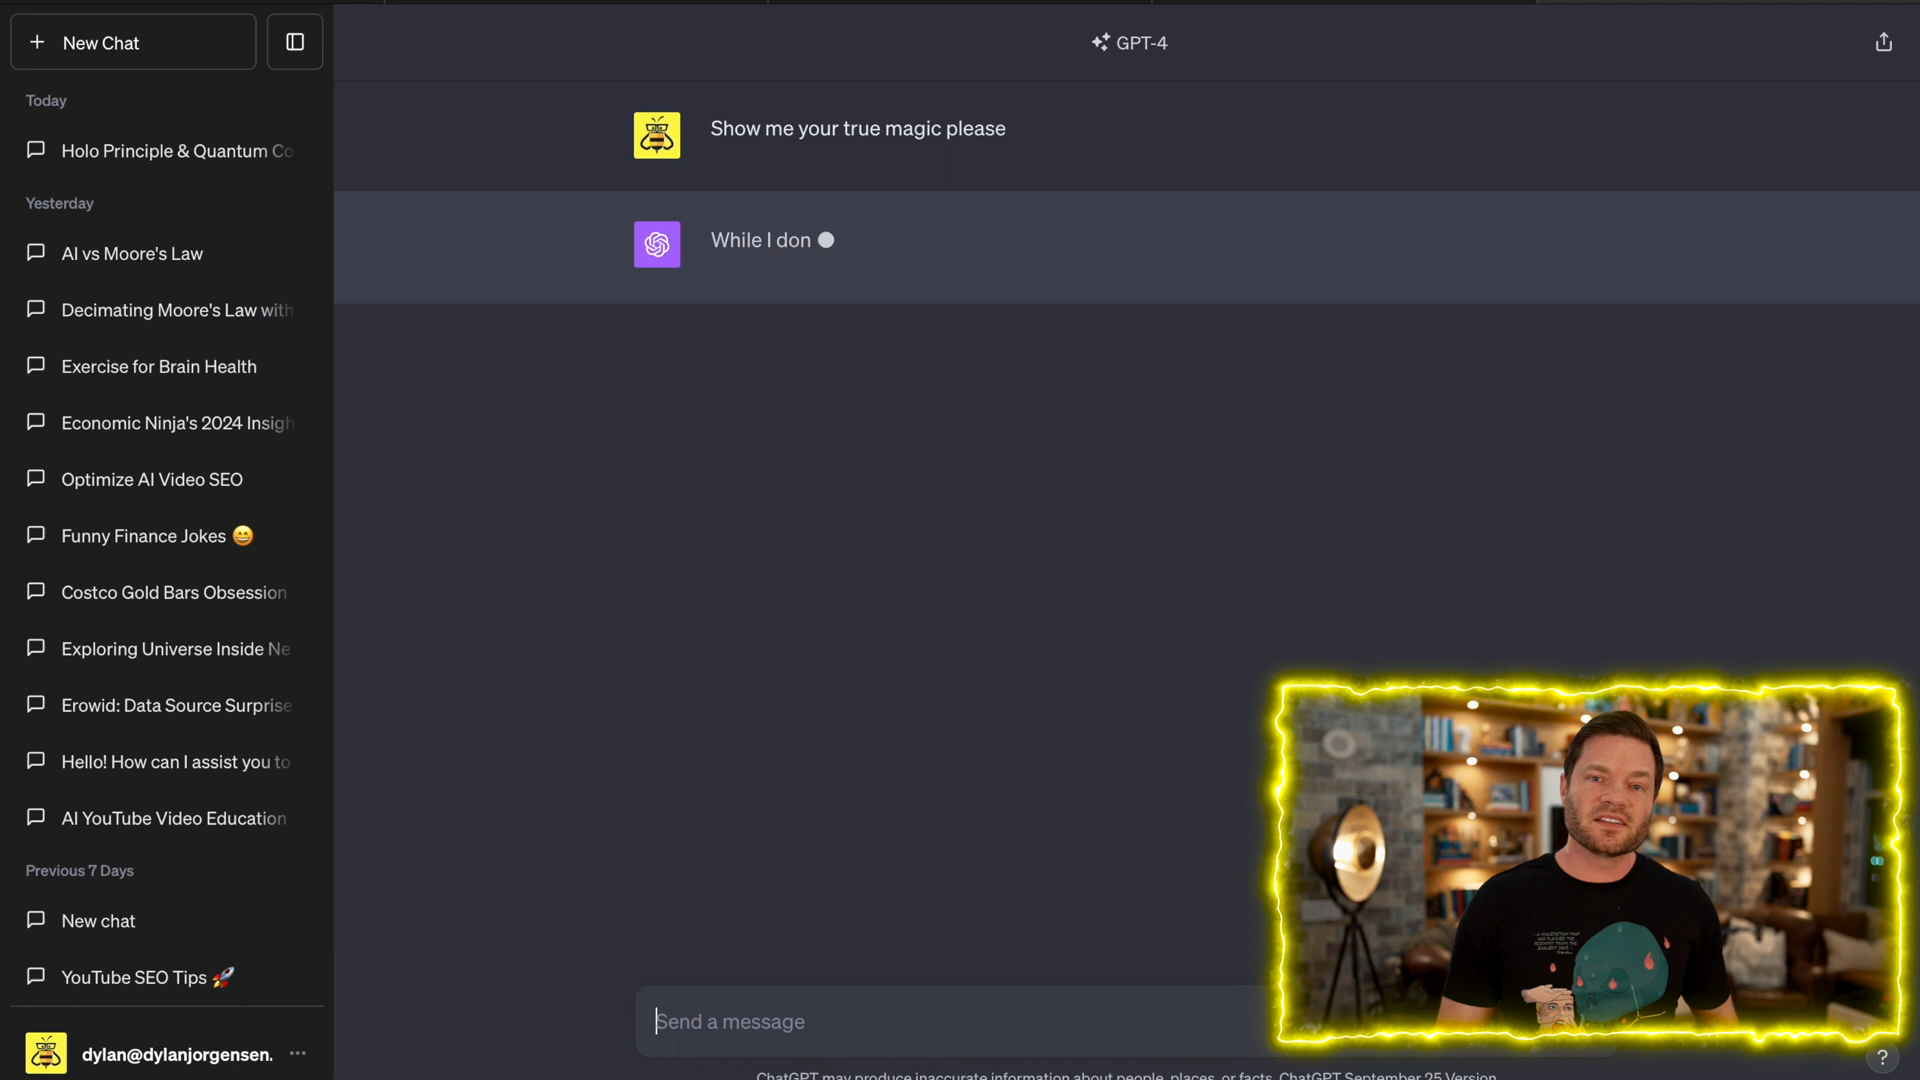 New Chat
Today
Holo Principle & Quantum Co
Yesterday
AI vs Moore's Law
Decimating Moore's Law with
Exercise for Brain Health
Economic Ninja's 2024 Insigh
Optimize AI Video SEO
Funny Finance Jokes 😄
Costco Gold Bars Obsession
Exploring Universe Inside Ne
Erowid: Data Source Surprise
Hello! How can I assist you to
AI YouTube Video Education
Previous 7 Days
New chat
YouTube SEO Tips 🚀
dylan@dylanjorgensen.
GPT-4
Show me your true magic please
While I don
Send a message
ChatGPT may produce inaccurate information about people, places, or facts. ChatGPT September 25 Version
?